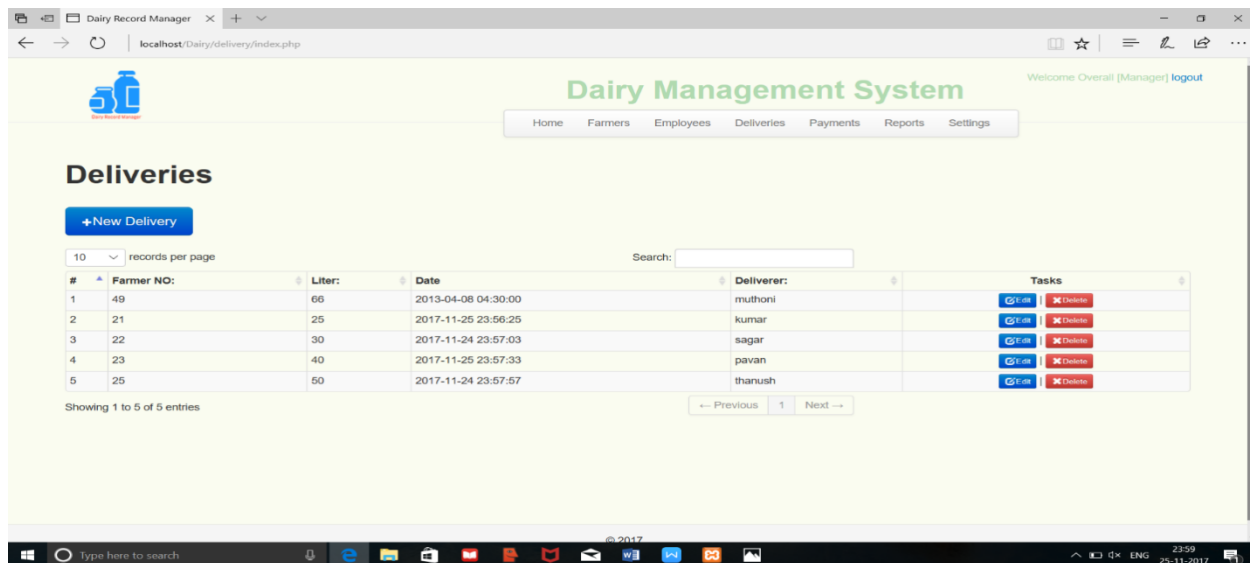 Dairy Record Manager
localhost/Dairy/delivery/index.php
Dairy Record Manager
Dairy Management System
Welcome Overall [Manager] logout
Home Farmers Employees Deliveries Payments Reports Settings
Deliveries
+New Delivery
10 records per page Search:
# Farmer NO: Liter: Date Deliverer: Tasks
1 49 66 2013-04-08 04:30:00 muthoni Edit | Delete
2 21 25 2017-11-25 23:56:25 kumar Edit | Delete
3 22 30 2017-11-24 23:57:03 sagar Edit | Delete
4 23 40 2017-11-25 23:57:33 pavan Edit | Delete
5 25 50 2017-11-24 23:57:57 thanush Edit | Delete
Showing 1 to 5 of 5 entries ← Previous 1 Next →
© 2017
Type here to search ENG 23:59
25-11-2017